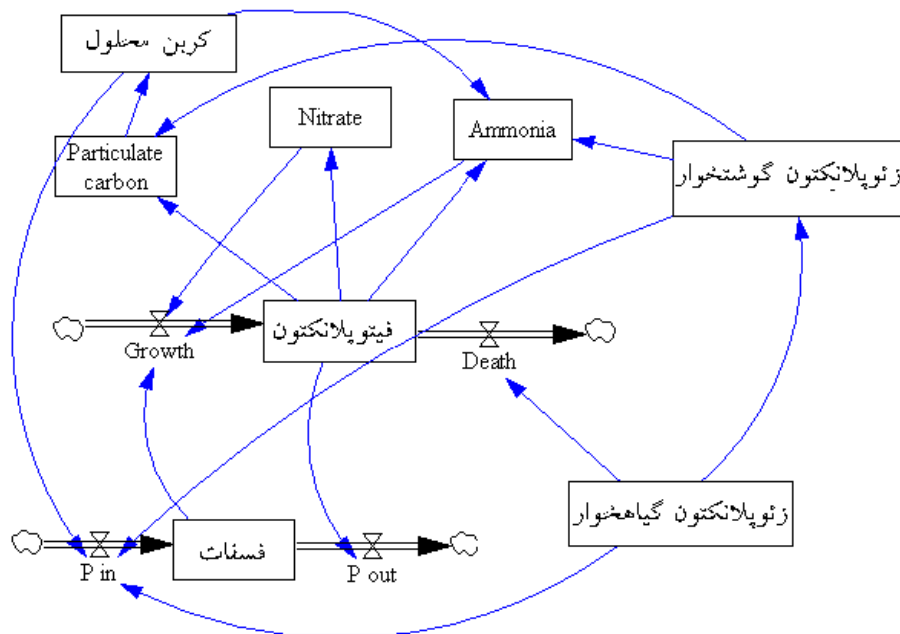 کربن محلول
Nitrate
Ammonia
Particulate
carbon
زئوپلانکتون گوشتخوار
فیتوپلانکتون
Growth
Death
زئوپلانکتون گیاهخوار
فسفات
P in
P out